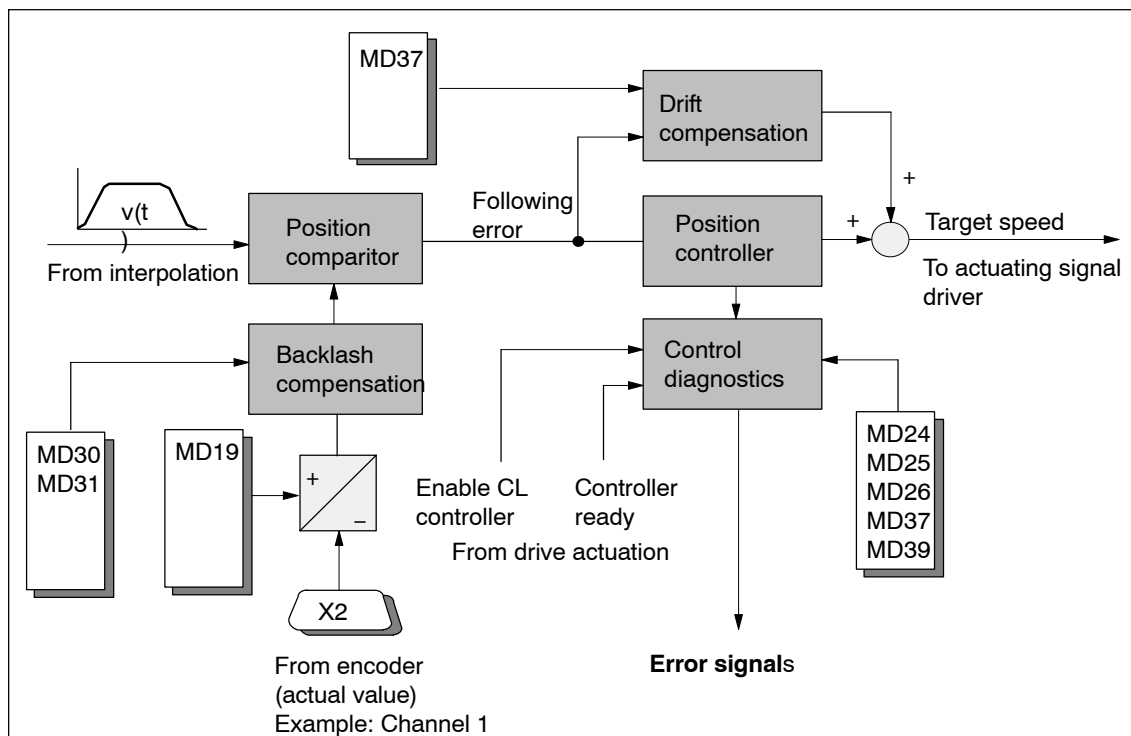 MD37
Drift
compensation
+
v(t
)
Following
error
Position
comparitor
Position
controller
+
Target speed
From interpolation
To actuating signal
driver
Backlash
compensation
Control
diagnostics
MD30
MD31
MD19
+
–
MD24
MD25
MD26
MD37
MD39
Enable CL
controller
Controller
ready
From drive actuation
X2
From encoder
(actual value)
Example: Channel 1
Error signals